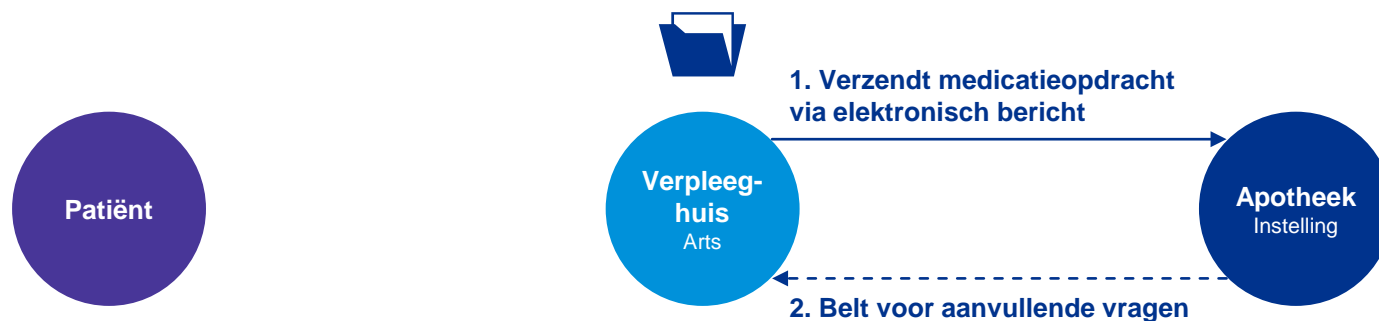 1. Verzendt medicatieopdracht
via elektronisch bericht
Patiënt
Verpleeg-
huis
Arts
Apotheek
Instelling
2. Belt voor aanvullende vragen